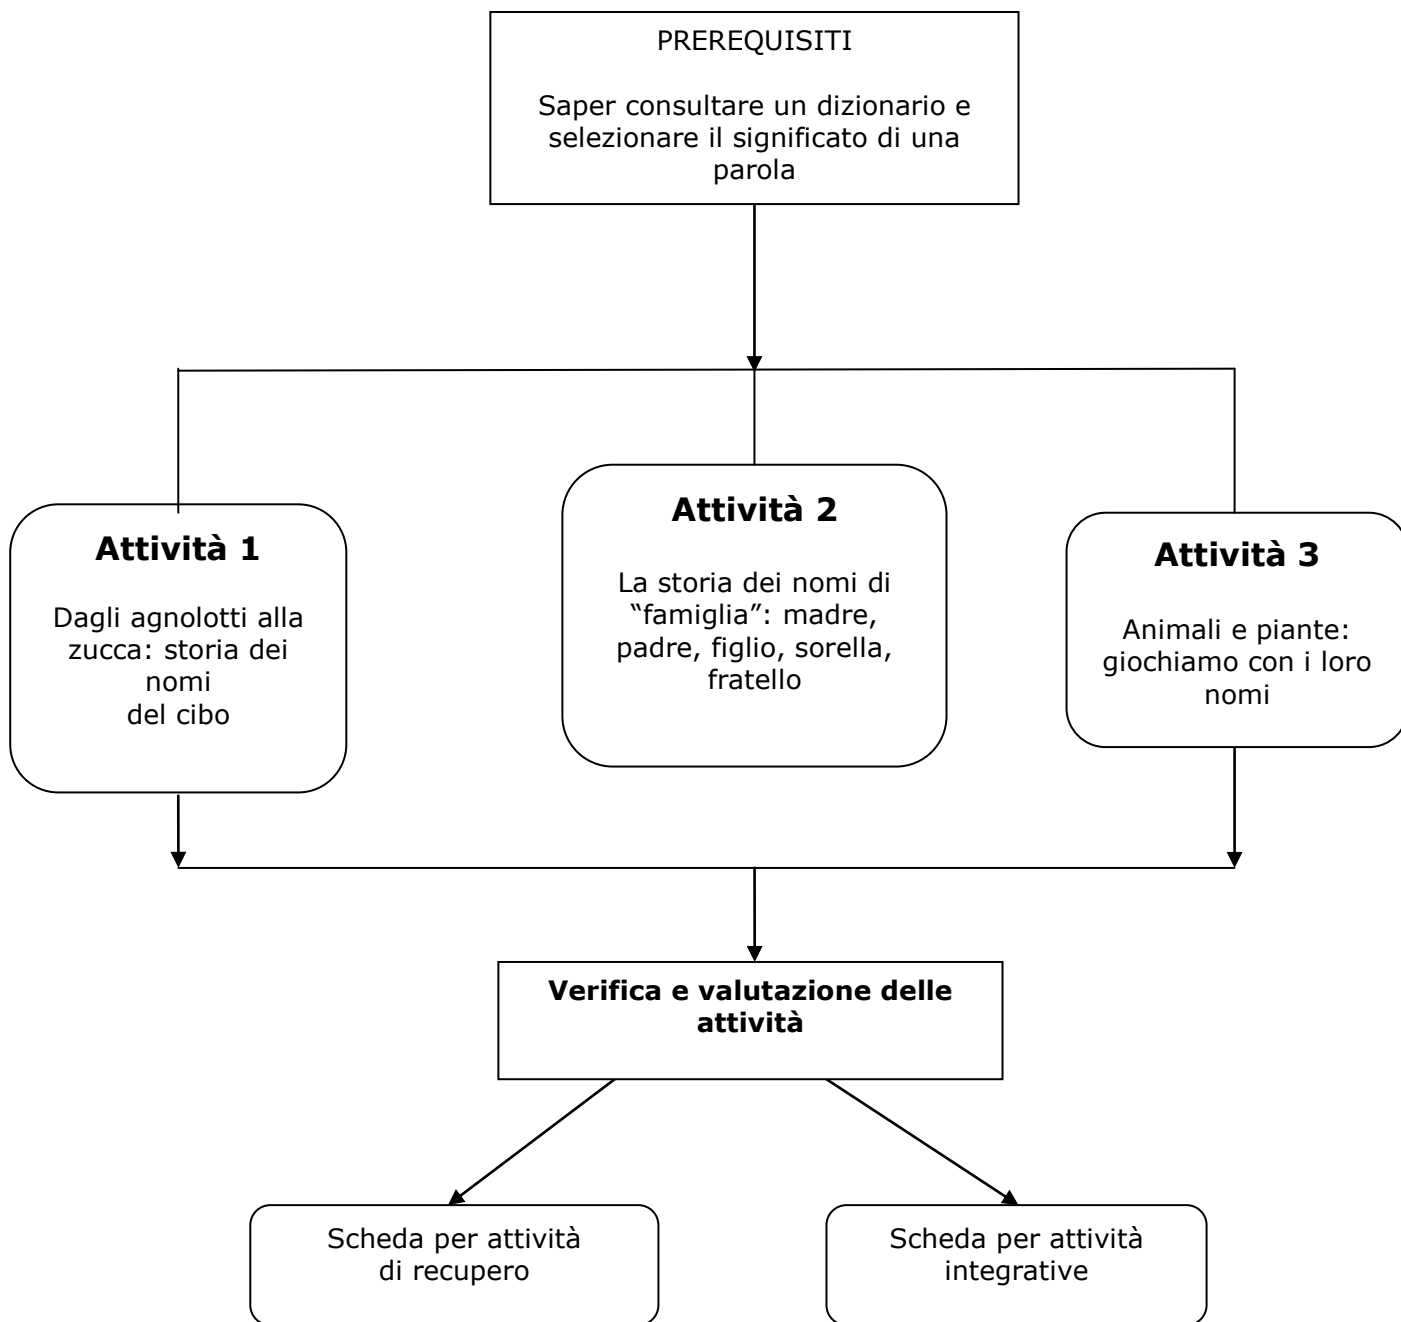 PREREQUISITI
Saper consultare un dizionario e
selezionare il significato di una
parola
Attività 1
Dagli agnolotti alla
zucca: storia dei
nomi
del cibo
Attività 2
La storia dei nomi di
“famiglia”: madre,
padre, figlio, sorella,
fratello
Attività 3
Animali e piante:
giochiamo con i loro
nomi
Verifica e valutazione delle
attività
Scheda per attività
di recupero
Scheda per attività
integrative